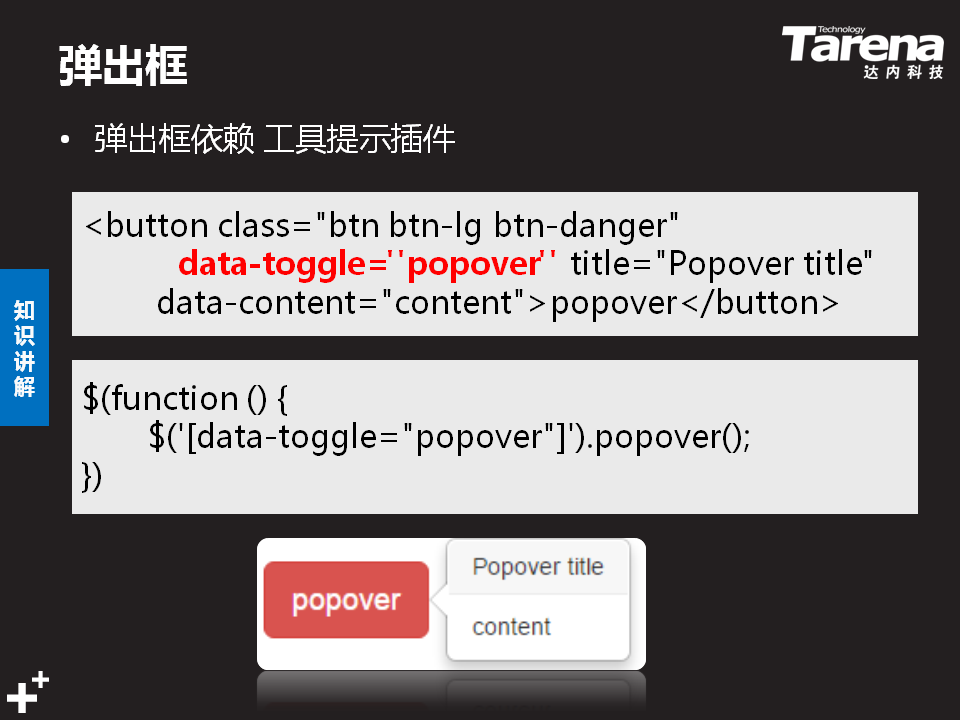 弹出框
Technology
Tarena
达内科技
• 弹出框依赖 工具提示插件
<button class="btn btn-lg btn-danger"
data-toggle=''popover'' title="Popover title"
data-content="content">popover</button>
知识讲解
$(function () {
$('[data-toggle="popover"]').popover();
})
popover
Popover title
content